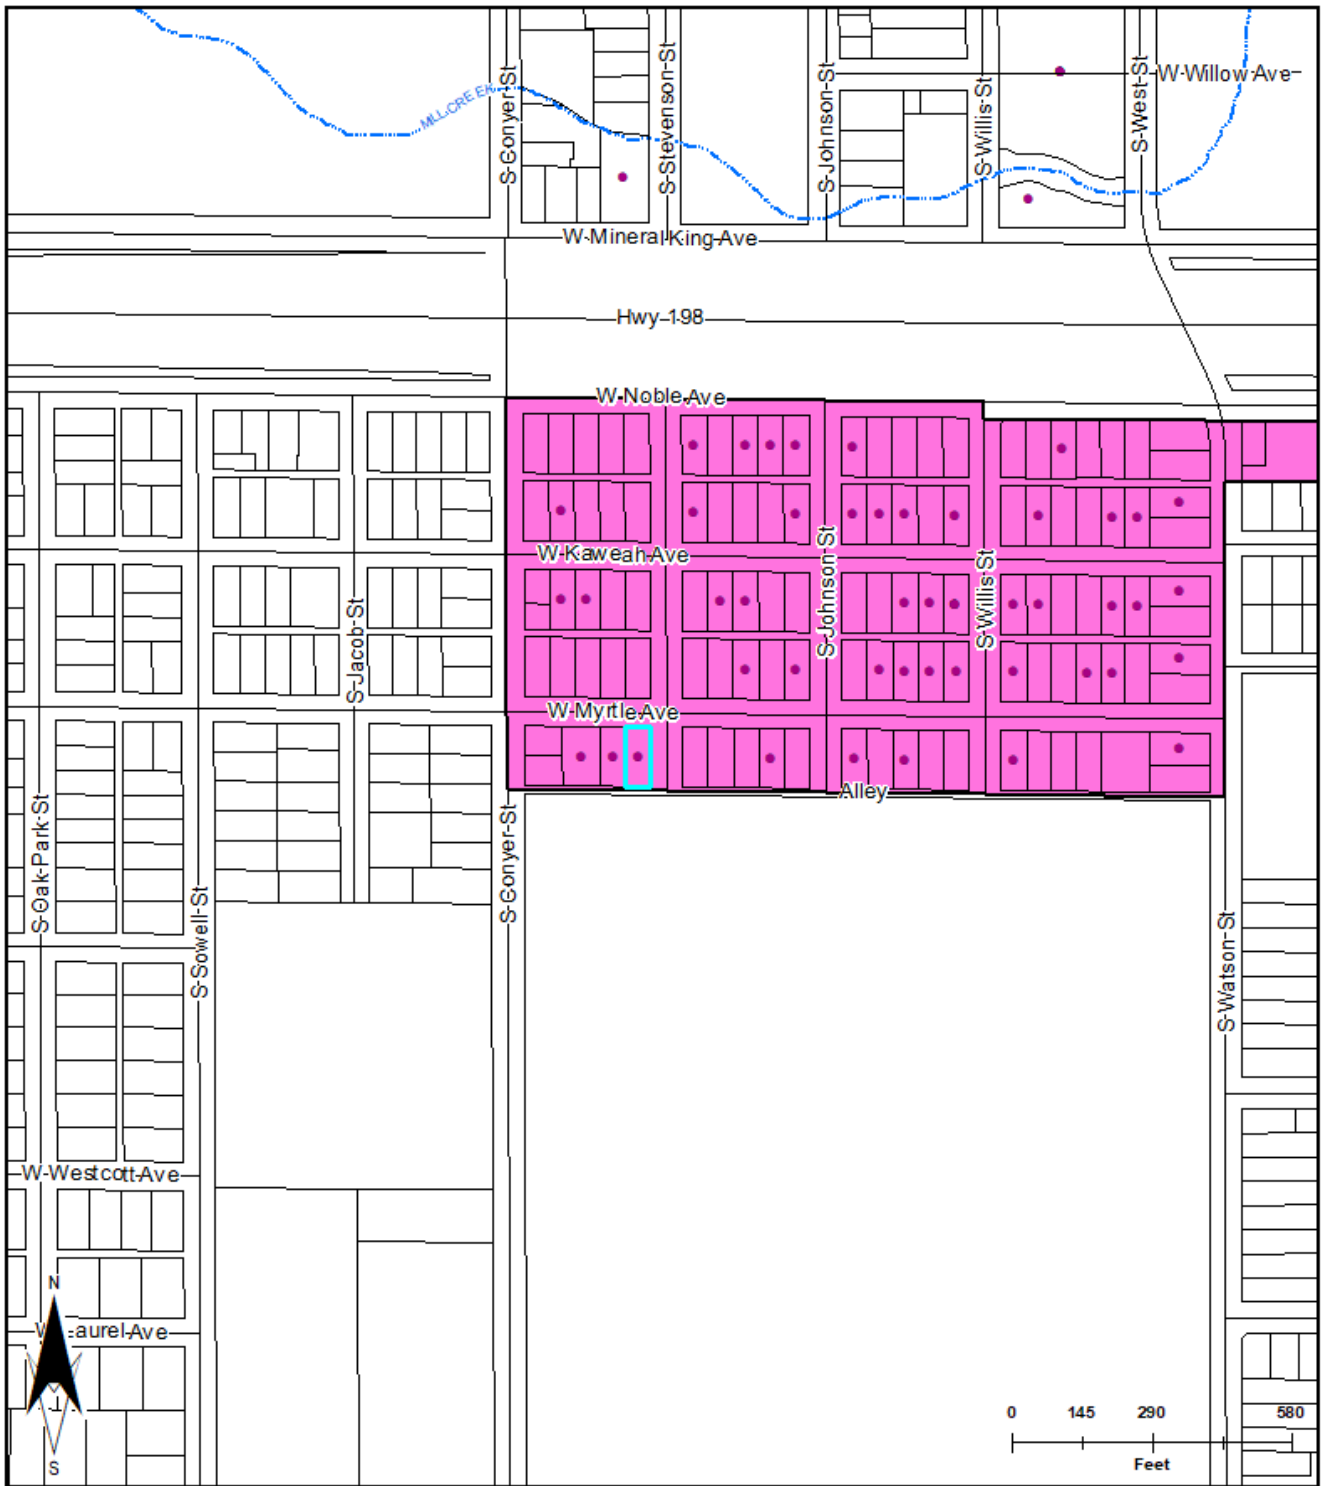 S Conyer St
S Stevenson St
S Johnson St
S Willis St
S West St
W Willow Ave
MILL CREEK
W Mineral King Ave
Hwy 198
W Noble Ave
W Kaweah Ave
S Johnson St
S Willis St
S Jacob St
W Myrtle Ave
Alley
S Oak Park St
S Sowell St
S Conyer St
S Watson St
W Westcott Ave
N
W Laurel Ave
S
0 145 290 580
Feet